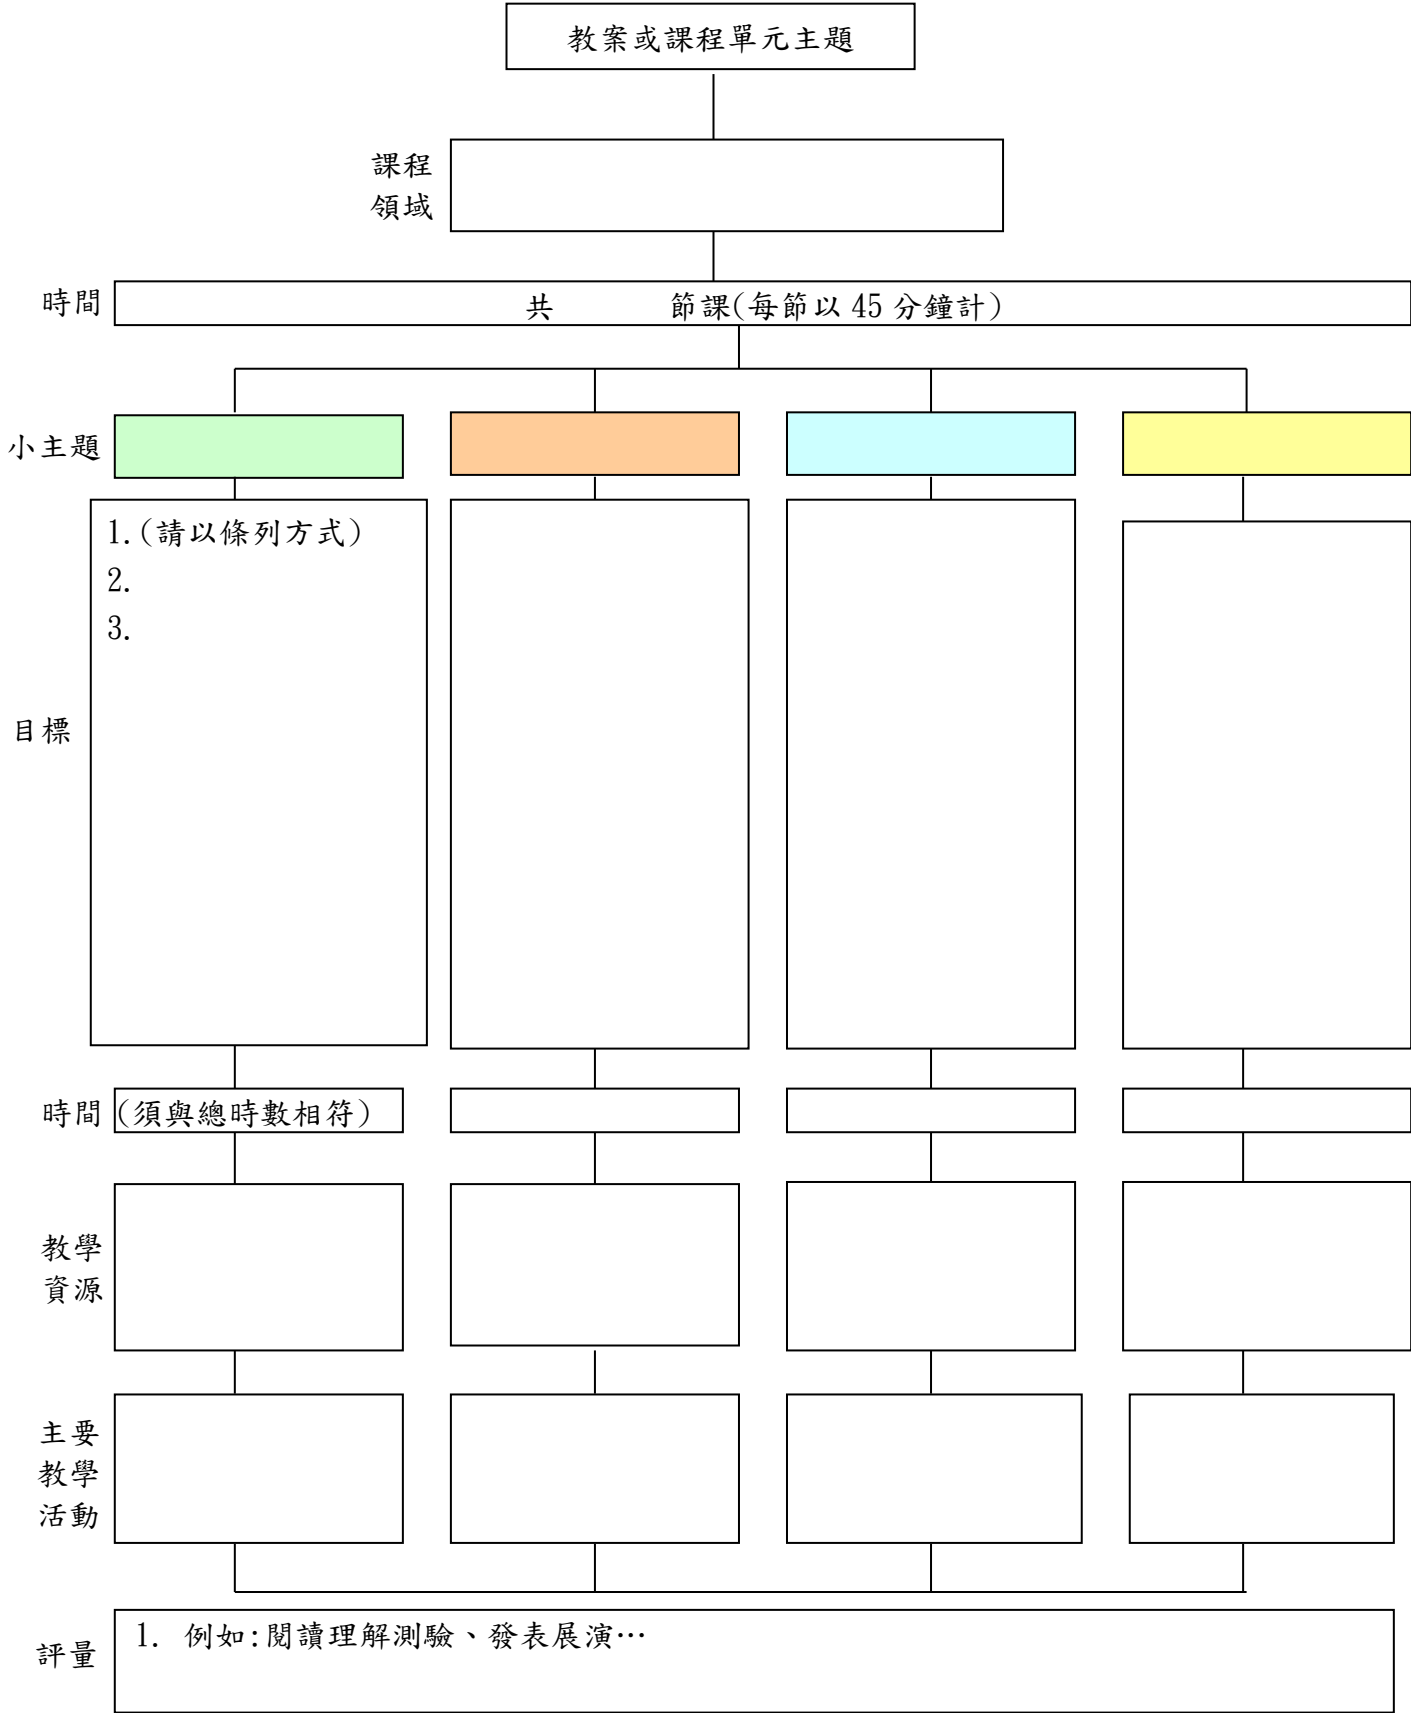 教案或課程單元主題
課程
領域
時間
共 節課(每節以 45 分鐘計)
小主題
目標
1.(請以條列方式)
2.
3.
時間
(須與總時數相符)
教學
資源
主要
教學
活動
評量
1. 例如:閱讀理解測驗、發表展演…